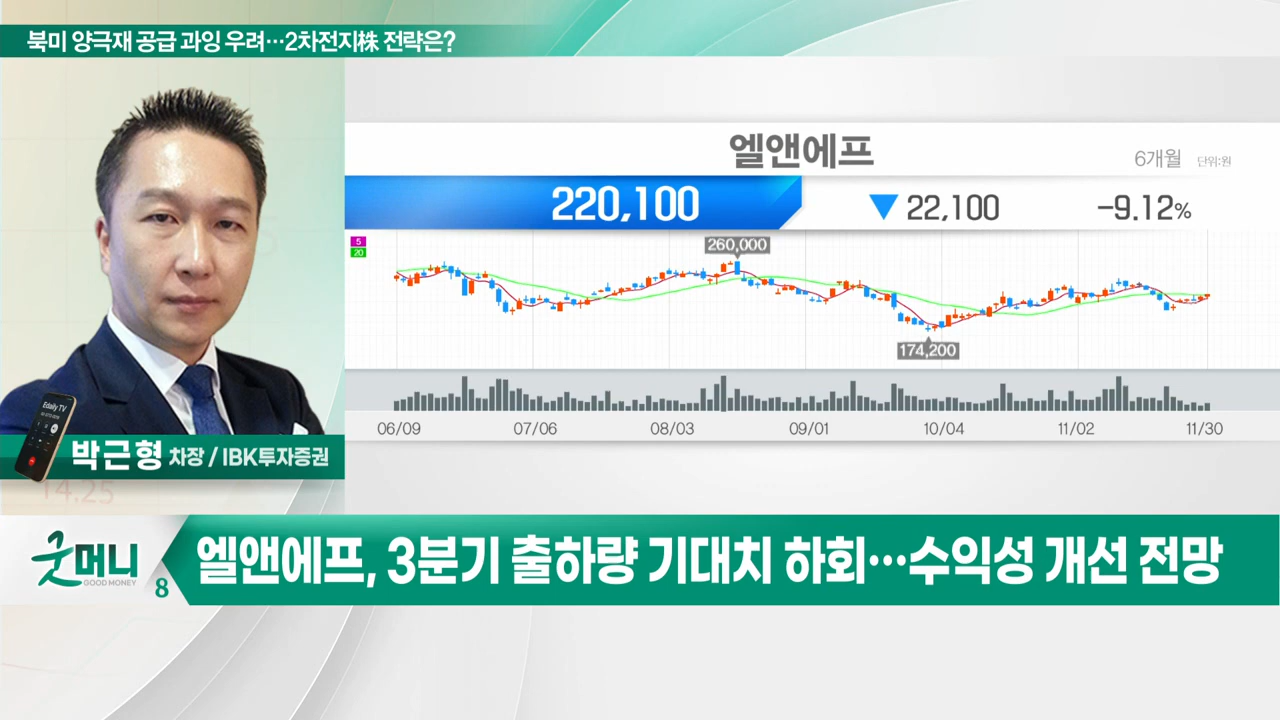 북미 양극재 공급 과잉 우려…2차전지株 전략은?
엘앤에프
6개월 단위:원
220,100 ▼ 22,100 -9.12%
5
20
260,000
174,200
06/09 07/06 08/03 09/01 10/04 11/02 11/30
Edaily TV
박근형 차장 / IBK투자증권
14.25
굿머니
GOOD MONEY
8
엘앤에프, 3분기 출하량 기대치 하회…수익성 개선 전망